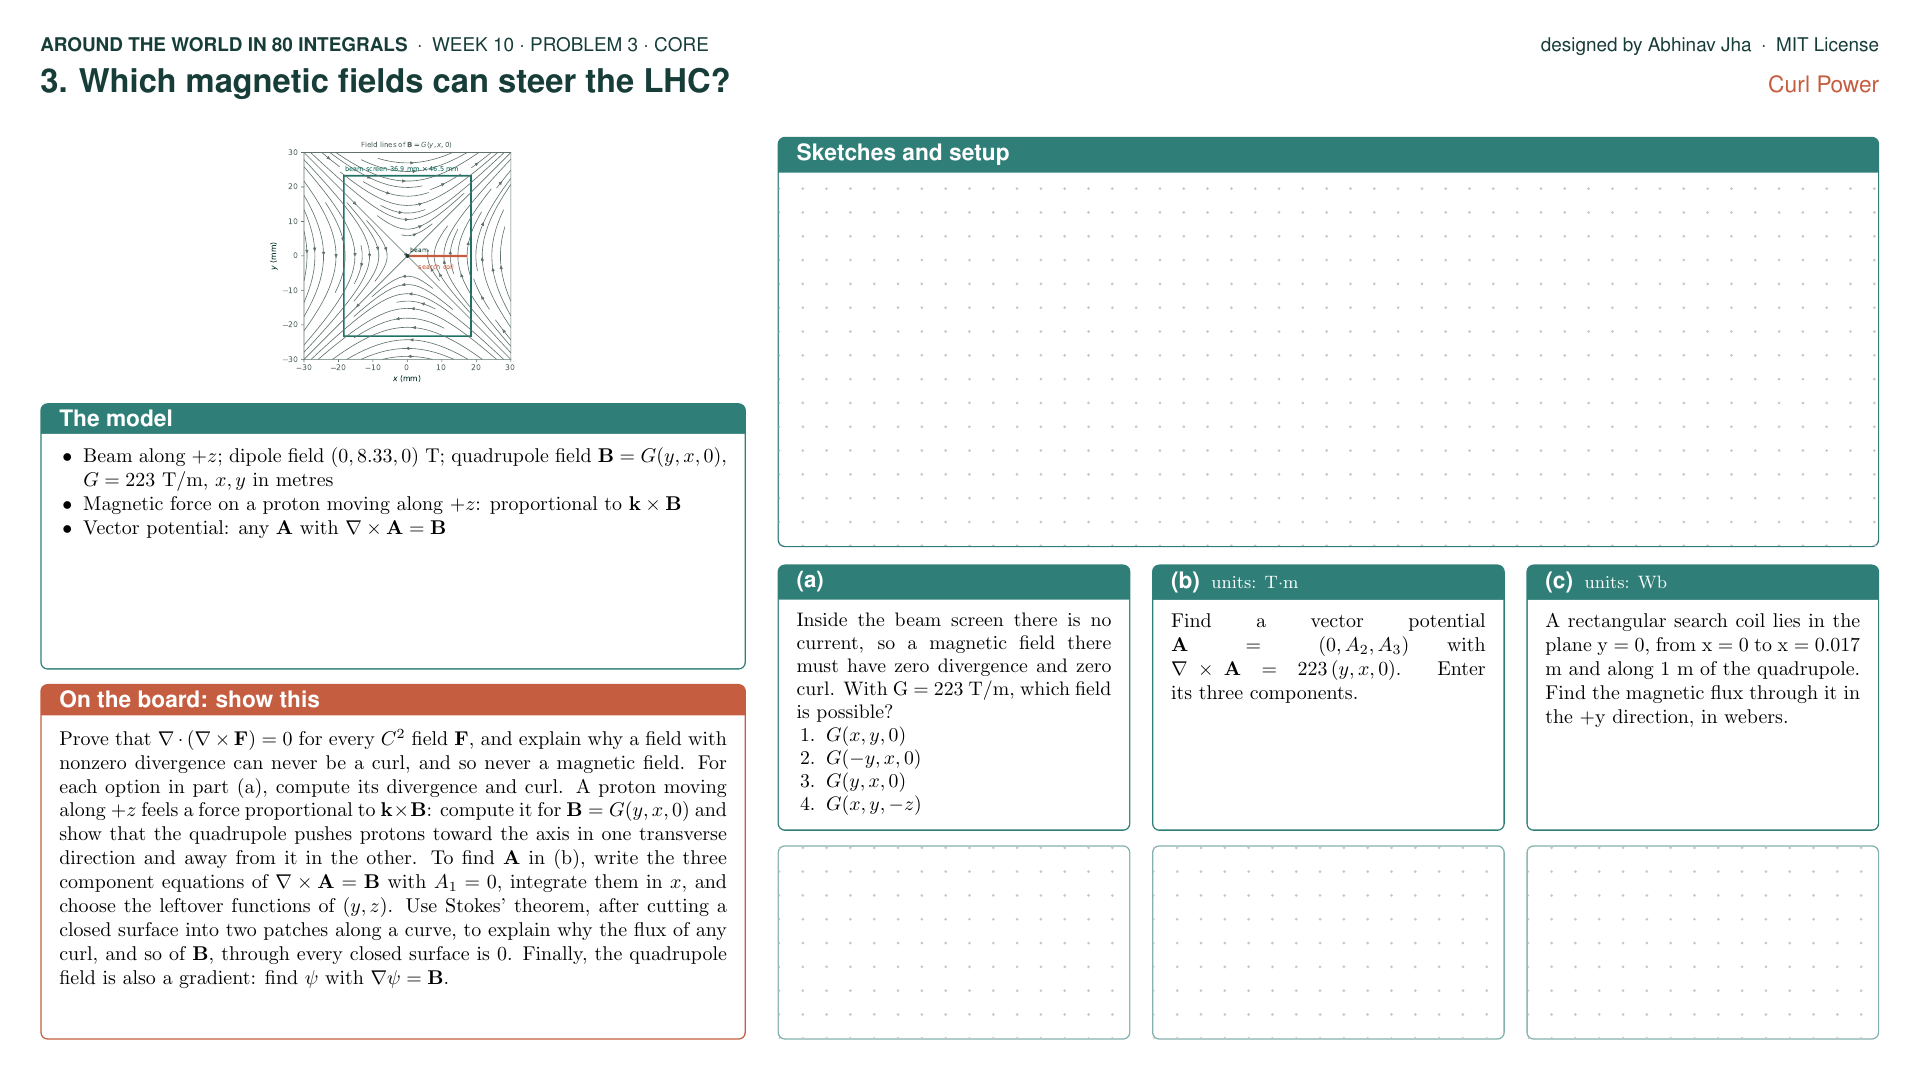 AROUND THE WORLD IN 80 INTEGRALS · WEEK 10 · PROBLEM 3 · CORE
designed by Abhinav Jha · MIT License
3. Which magnetic fields can steer the LHC?
Curl Power
Field lines of B = G(y, x, 0)
beam screen 36.9 mm × 46.5 mm
beam
search coil
30
20
10
0
−10
−20
−30
y (mm)
−30 −20 −10 0 10 20 30
x (mm)
The model
• Beam along +z; dipole field (0, 8.33, 0) T; quadrupole field B = G(y, x, 0),
G = 223 T/m, x, y in metres
• Magnetic force on a proton moving along +z: proportional to k × B
• Vector potential: any A with ∇ × A = B
On the board: show this
Prove that ∇ · (∇ × F) = 0 for every C² field F, and explain why a field with
nonzero divergence can never be a curl, and so never a magnetic field. For
each option in part (a), compute its divergence and curl. A proton moving
along +z feels a force proportional to k×B: compute it for B = G(y, x, 0) and
show that the quadrupole pushes protons toward the axis in one transverse
direction and away from it in the other. To find A in (b), write the three
component equations of ∇ × A = B with A₁ = 0, integrate them in x, and
choose the leftover functions of (y, z). Use Stokes’ theorem, after cutting a
closed surface into two patches along a curve, to explain why the flux of any
curl, and so of B, through every closed surface is 0. Finally, the quadrupole
field is also a gradient: find ψ with ∇ψ = B.
Sketches and setup
(a)
Inside the beam screen there is no
current, so a magnetic field there
must have zero divergence and zero
curl. With G = 223 T/m, which field
is possible?
1. G(x, y, 0)
2. G(−y, x, 0)
3. G(y, x, 0)
4. G(x, y, −z)
(b) units: T·m
Find a vector potential
A = (0, A₂, A₃) with
∇ × A = 223 (y, x, 0). Enter
its three components.
(c) units: Wb
A rectangular search coil lies in the
plane y = 0, from x = 0 to x = 0.017
m and along 1 m of the quadrupole.
Find the magnetic flux through it in
the +y direction, in webers.